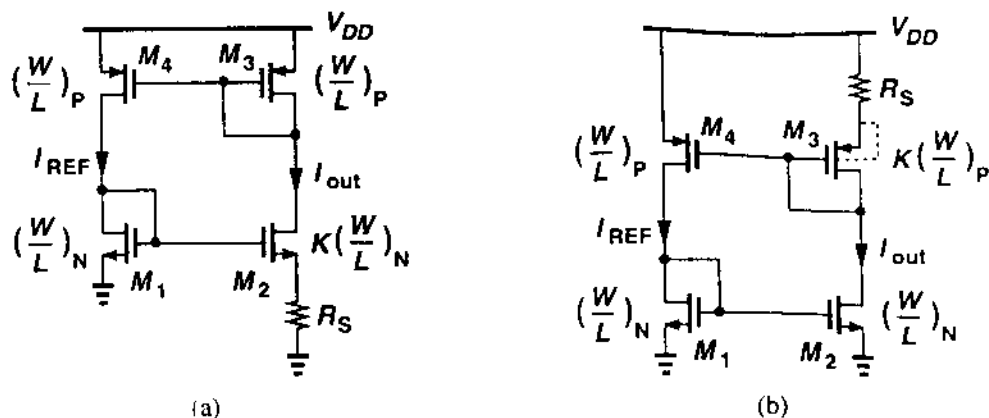 V_DD
M_4
M_3
(W/L)_P
(W/L)_P
I_REF
I_out
(W/L)_N
K(W/L)_N
M_1
M_2
R_S
(a)
V_DD
R_S
M_4
M_3
(W/L)_P
K(W/L)_P
I_REF
I_out
(W/L)_N
(W/L)_N
M_1
M_2
(b)